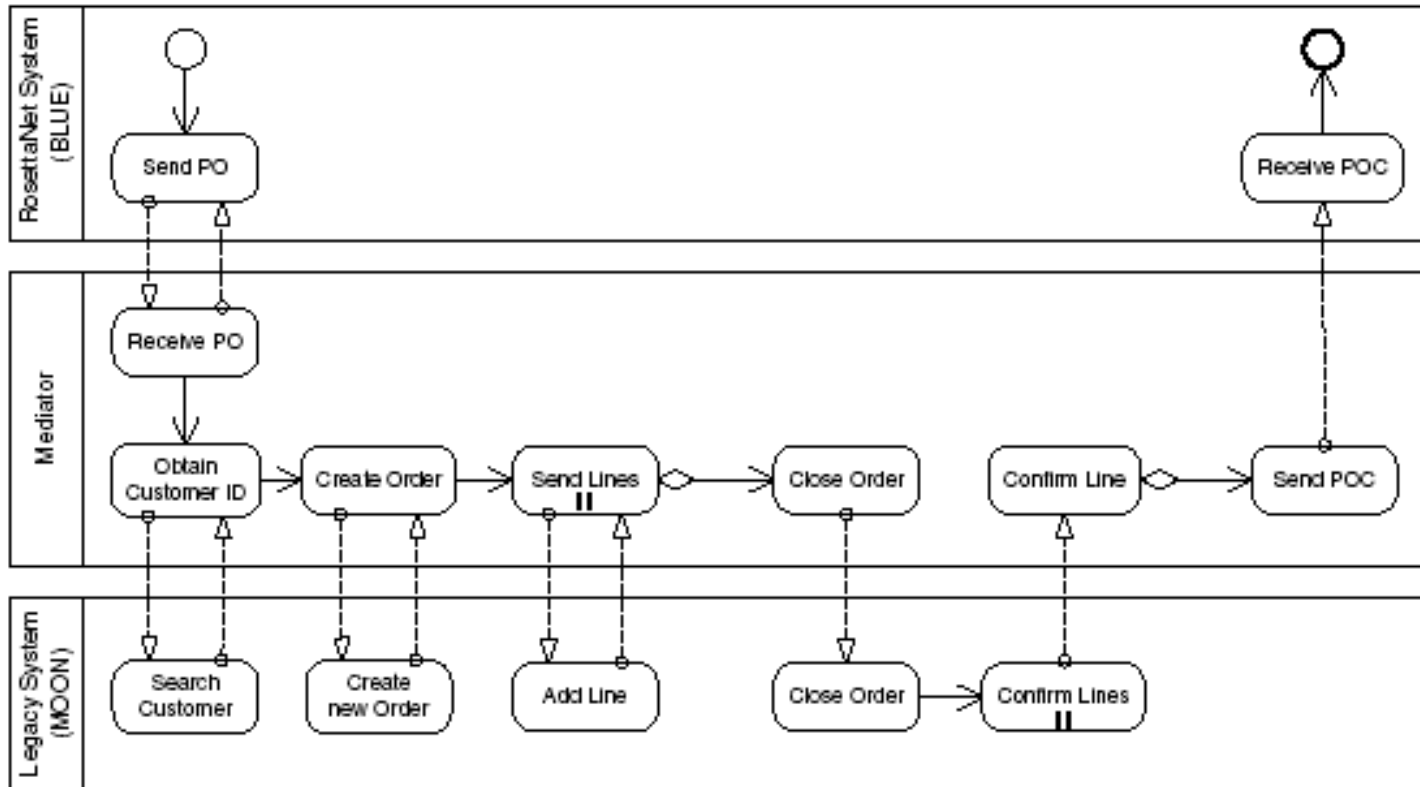 RosettaNet System
(BLUE)
Send PO
Receive POC
Mediator
Receive PO
Obtain
Customer ID
Create Order
Send Lines
Close Order
Confirm Line
Send POC
Legacy System
(MOON)
Search
Customer
Create
new Order
Add Line
Close Order
Confirm Lines